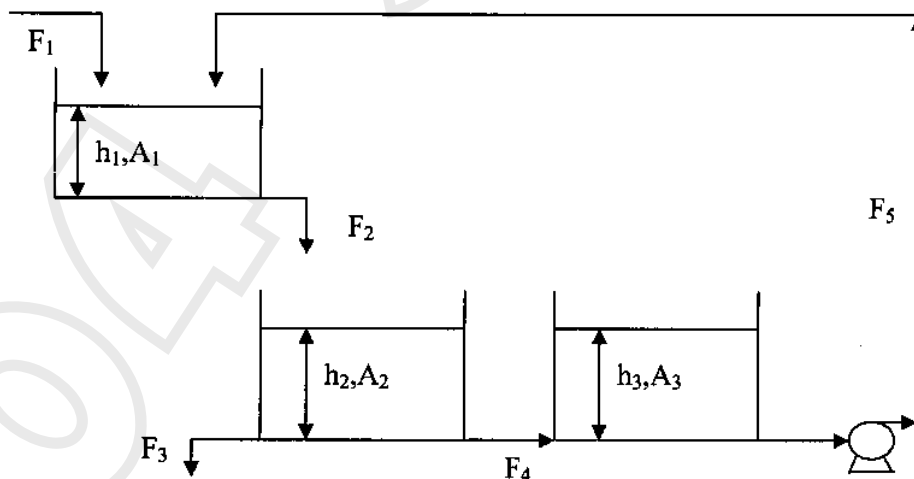 F₁
h₁,A₁
F₂
F₅
h₂,A₂
h₃,A₃
F₃
F₄